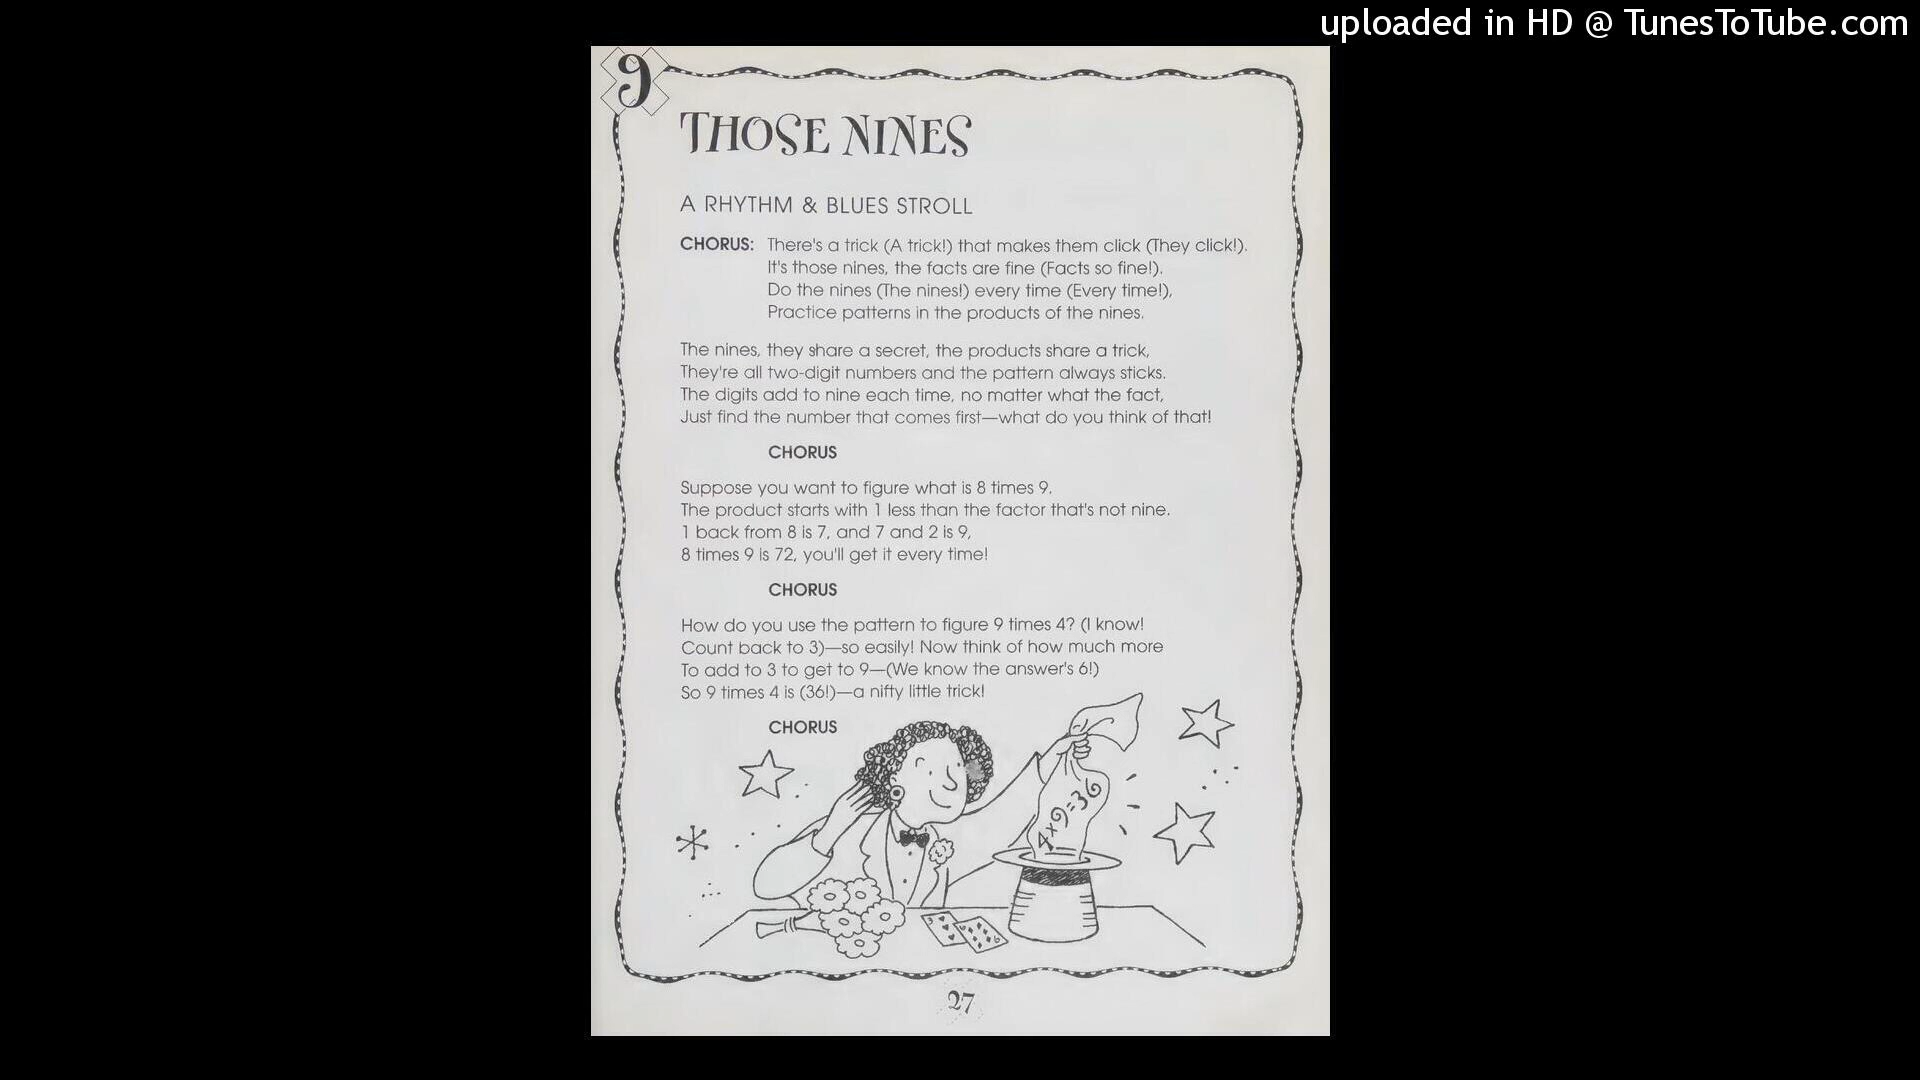 uploaded in HD @ TunesToTube.com
9
THOSE NINES
A RHYTHM & BLUES STROLL
CHORUS: There's a trick (A trick!) that makes them click (They click!).
It's those nines, the facts are fine (Facts so fine!).
Do the nines (The nines!) every time (Every time!),
Practice patterns in the products of the nines.
The nines, they share a secret, the products share a trick,
They're all two-digit numbers and the pattern always sticks.
The digits add to nine each time, no matter what the fact,
Just find the number that comes first—what do you think of that!
CHORUS
Suppose you want to figure what is 8 times 9.
The product starts with 1 less than the factor that's not nine.
1 back from 8 is 7, and 7 and 2 is 9,
8 times 9 is 72, you'll get it every time!
CHORUS
How do you use the pattern to figure 9 times 4? (I know!
Count back to 3)—so easily! Now think of how much more
To add to 3 to get to 9—(We know the answer's 6!)
So 9 times 4 is (36!)—a nifty little trick!
CHORUS
4x9=36
3
6
27